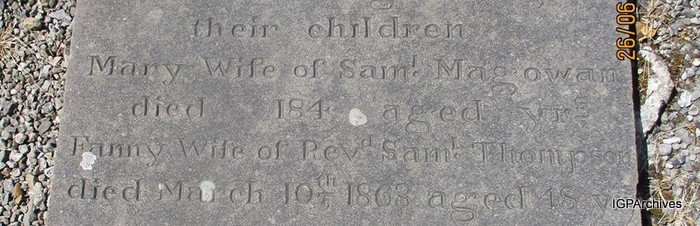 their children
Mary Wife of Saml. Magowan
died 184 aged yrs
Fanny Wife of Revd. Saml. Thompson
died March 10th 1863 aged 48 y
26/06
IGPArchives